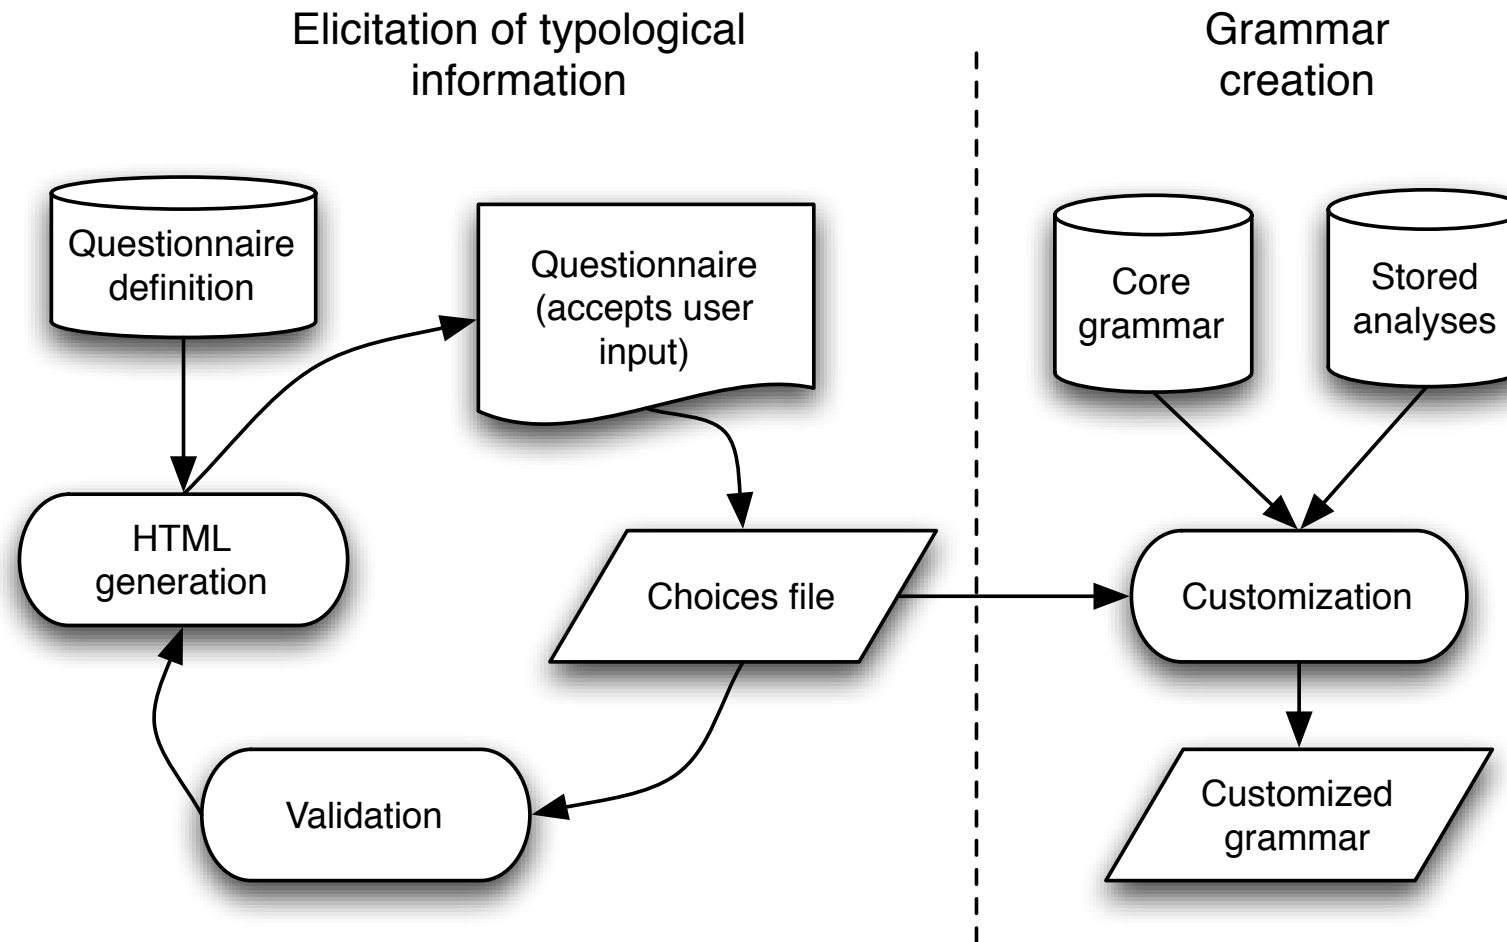 Elicitation of typological
information
Grammar
creation
Questionnaire
definition
Questionnaire
(accepts user
input)
Core
grammar
Stored
analyses
HTML
generation
Choices file
Customization
Validation
Customized
grammar